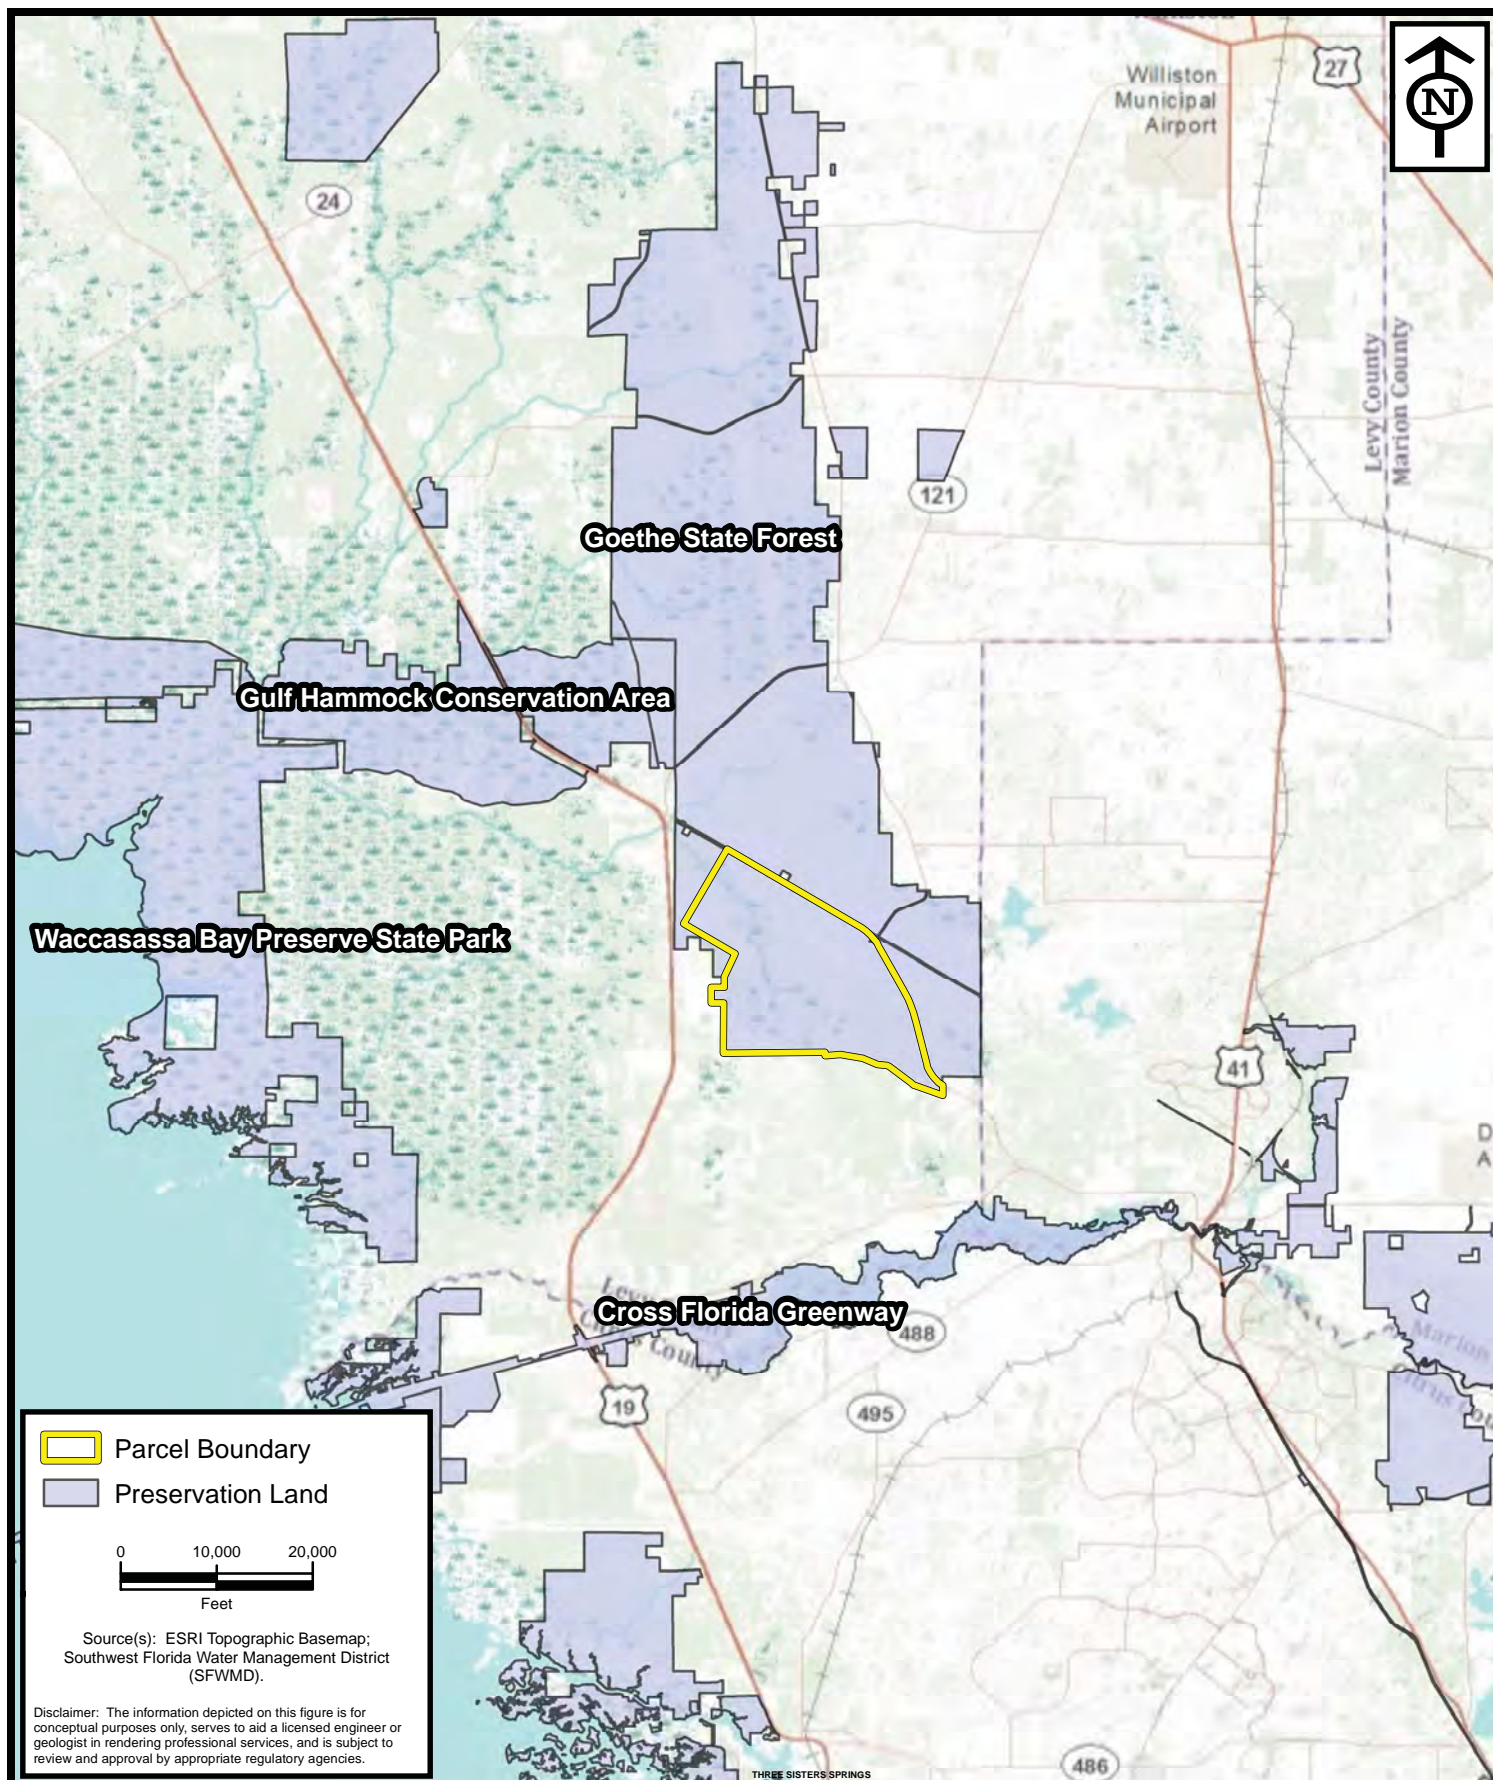 Williston
Municipal
Airport
27
N
24
Levy County
Marion County
121
Goethe State Forest
Gulf Hammock Conservation Area
Waccasassa Bay Preserve State Park
41
D
A
Cross Florida Greenway
488
County
Marion
Citrus Cou
19
495
Parcel Boundary
Preservation Land
0 10,000 20,000
Feet
Source(s): ESRI Topographic Basemap;
Southwest Florida Water Management District
(SFWMD).
Disclaimer: The information depicted on this figure is for
conceptual purposes only, serves to aid a licensed engineer or
geologist in rendering professional services, and is subject to
review and approval by appropriate regulatory agencies.
486
THREE SISTERS SPRINGS